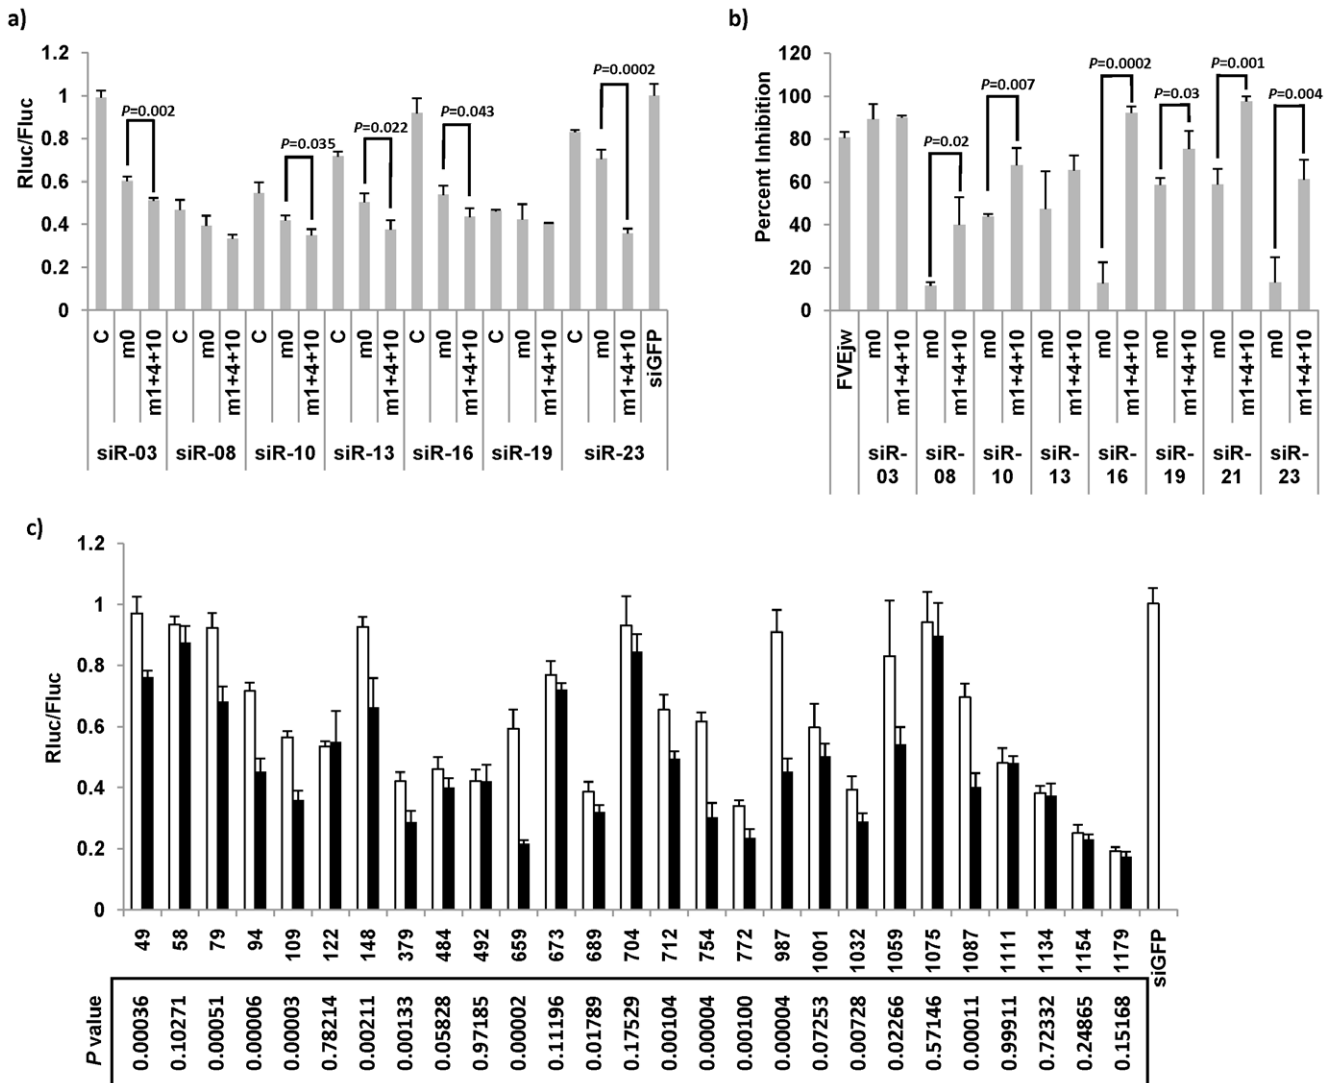 a)
1.2
1
0.8
0.6
0.4
0.2
0
Rluc/Fluc
P=0.002
P=0.035
P=0.022
P=0.043
P=0.0002
C m0 m1+4+10 C m0 m1+4+10 C m0 m1+4+10 C m0 m1+4+10 C m0 m1+4+10 C m0 m1+4+10 C m0 m1+4+10 siGFP
siR-03 siR-08 siR-10 siR-13 siR-16 siR-19 siR-23
b)
120
100
80
60
40
20
0
Percent Inhibition
P=0.02
P=0.007
P=0.0002
P=0.03
P=0.001
P=0.004
FVEjw m0 m1+4+10 m0 m1+4+10 m0 m1+4+10 m0 m1+4+10 m0 m1+4+10 m0 m1+4+10 m0 m1+4+10 m0 m1+4+10
siR- siR- siR- siR- siR- siR- siR- siR-
03 08 10 13 16 19 21 23
c)
1.2
1
0.8
0.6
0.4
0.2
0
Rluc/Fluc
49 58 79 94 109 122 148 379 484 492 659 673 689 704 712 754 772 987 1001 1032 1059 1075 1087 1111 1134 1154 1179 siGFP
P value
0.00036 0.10271 0.00051 0.00006 0.00003 0.78214 0.00211 0.00133 0.05828 0.97185 0.00002 0.11196 0.01789 0.17529 0.00104 0.00004 0.00100 0.00004 0.07253 0.00728 0.02266 0.57146 0.00011 0.99911 0.72332 0.24865 0.15168